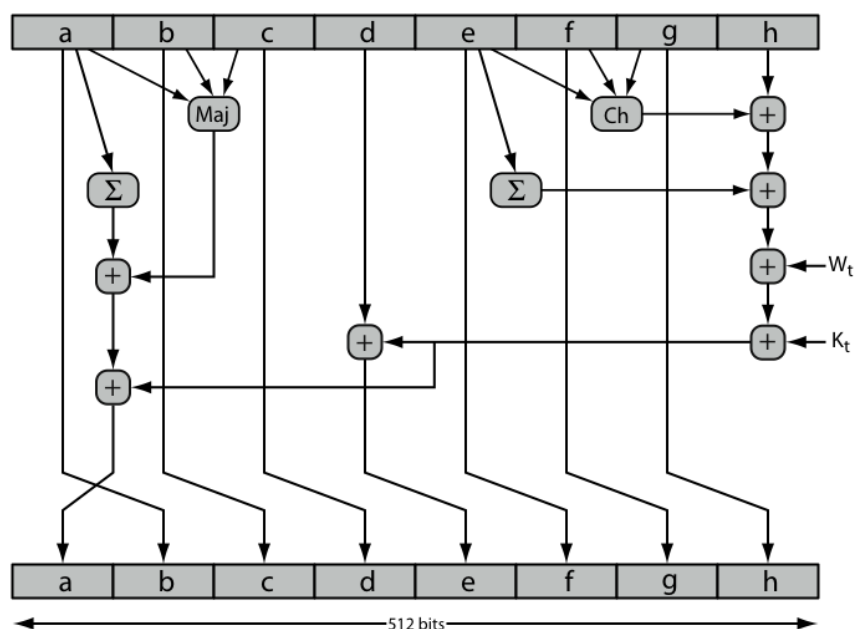 a b c d e f g h
Maj Ch +
Σ Σ +
+ + Wₜ
+ + Kₜ
+
a b c d e f g h
512 bits